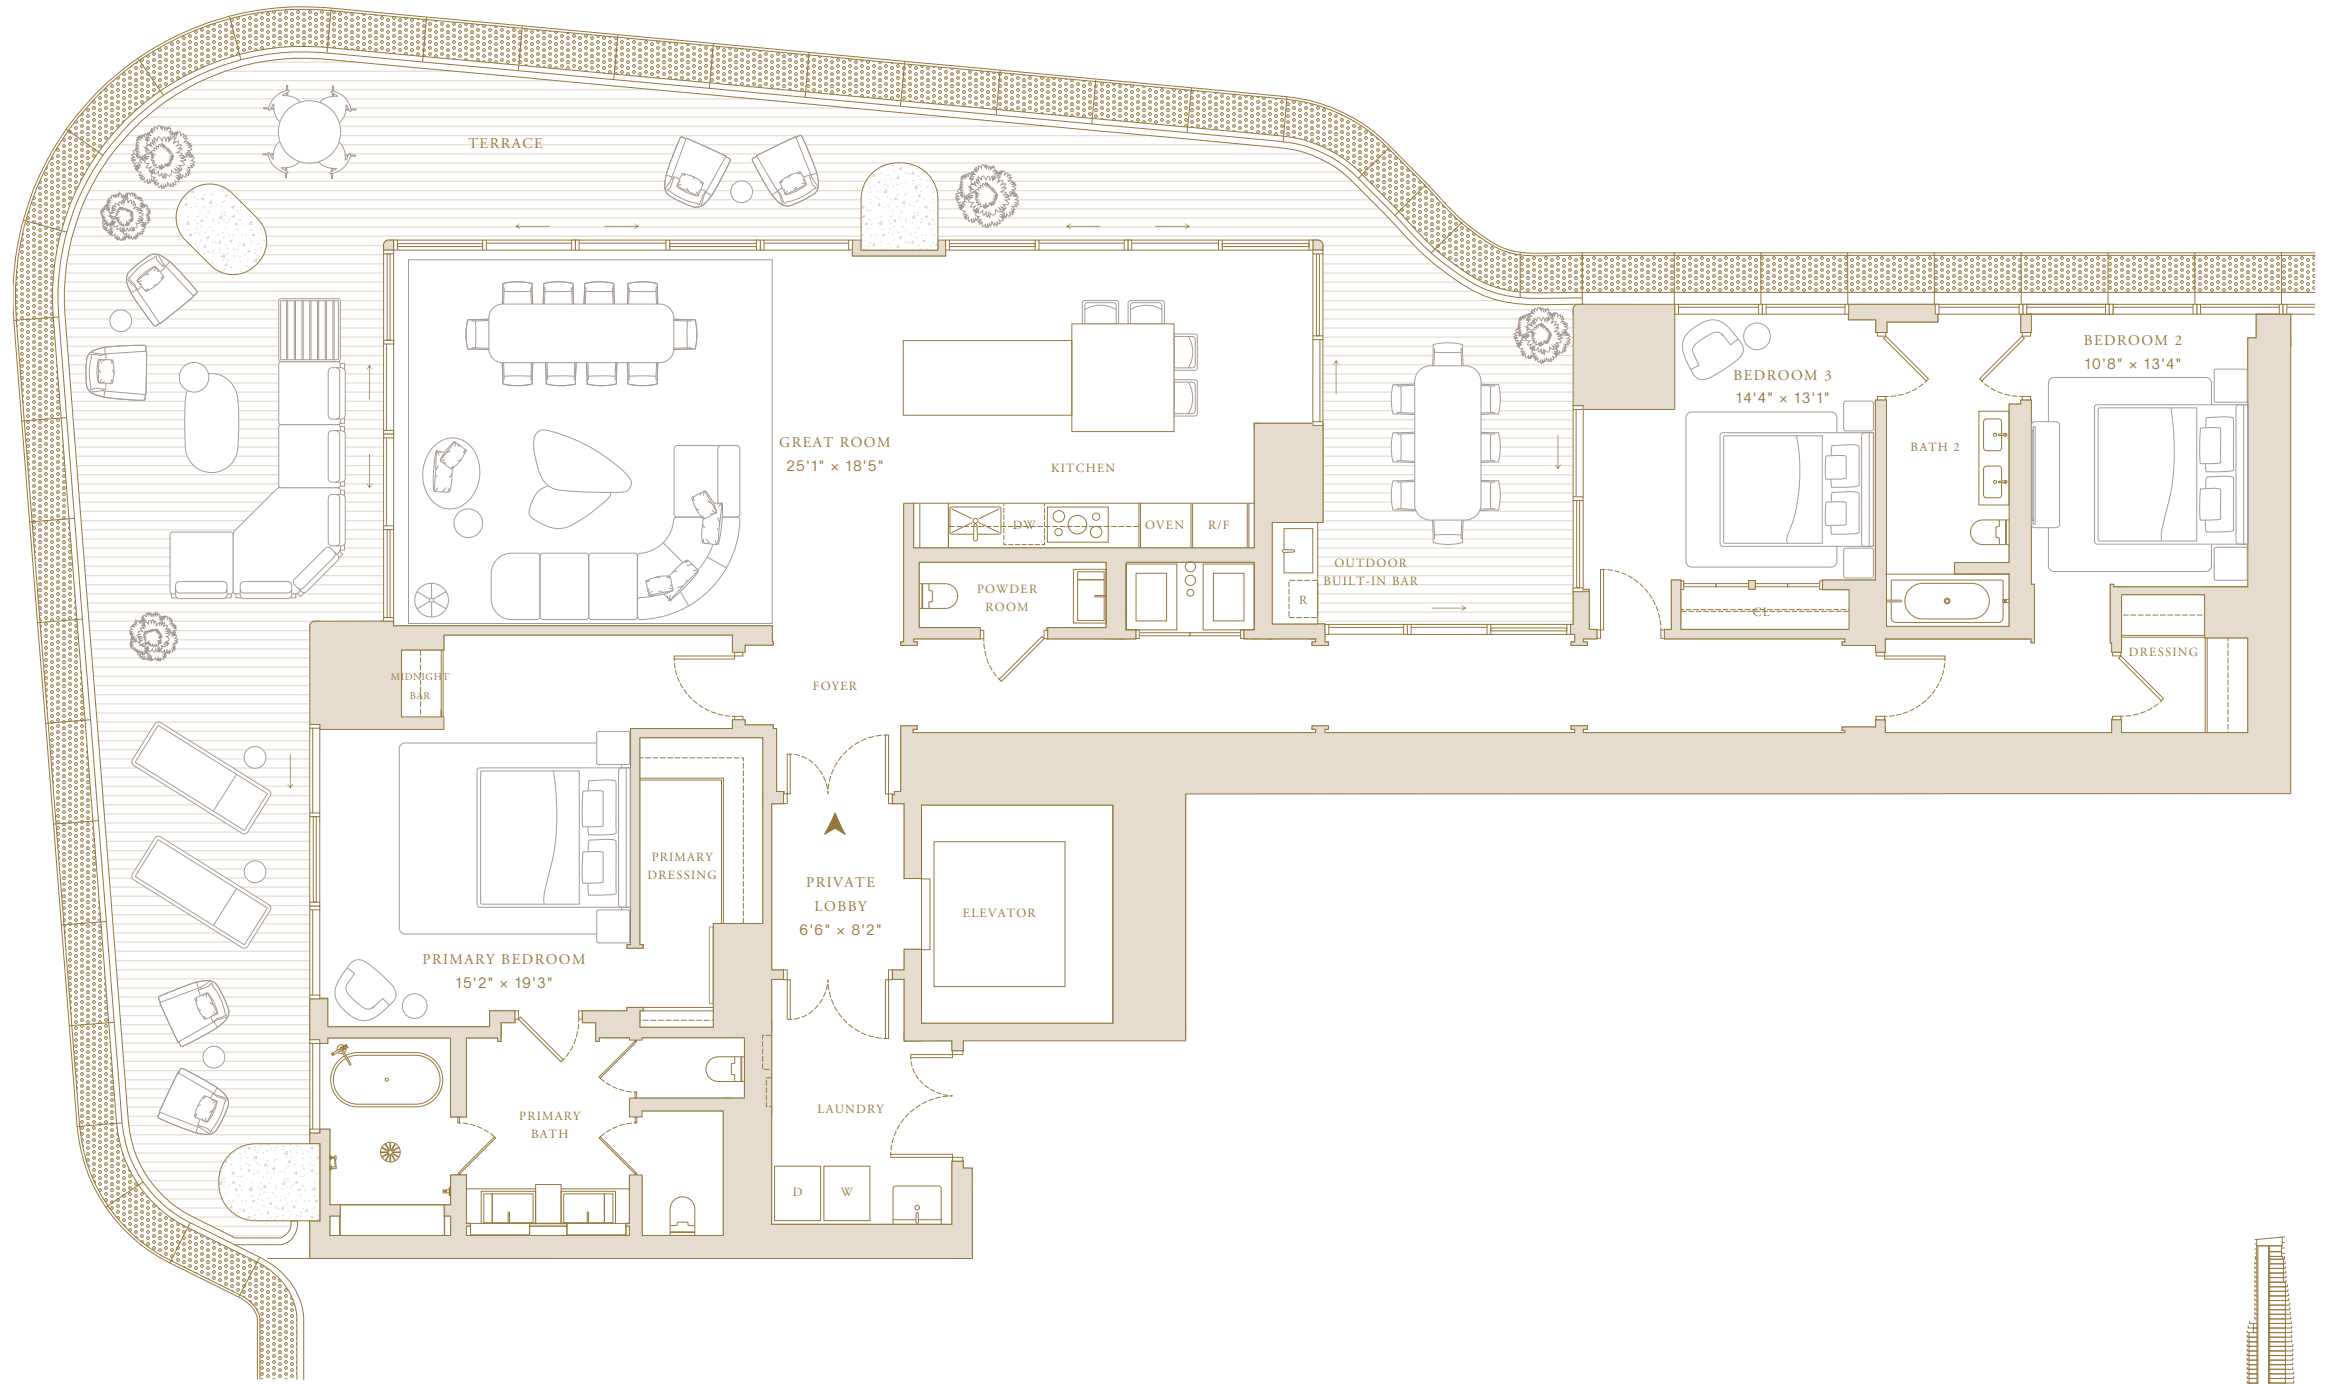 TERRACE
BEDROOM 2
10'8" × 13'4"
BEDROOM 3
14'4" × 13'1"
GREAT ROOM
25'1" × 18'5"
KITCHEN
BATH 2
DW
OVEN
R/F
OUTDOOR
BUILT-IN BAR
R
POWDER
ROOM
CL
DRESSING
MIDNIGHT
BAR
FOYER
PRIMARY
DRESSING
PRIVATE
LOBBY
6'6" × 8'2"
ELEVATOR
PRIMARY BEDROOM
15'2" × 19'3"
PRIMARY
BATH
LAUNDRY
D
W